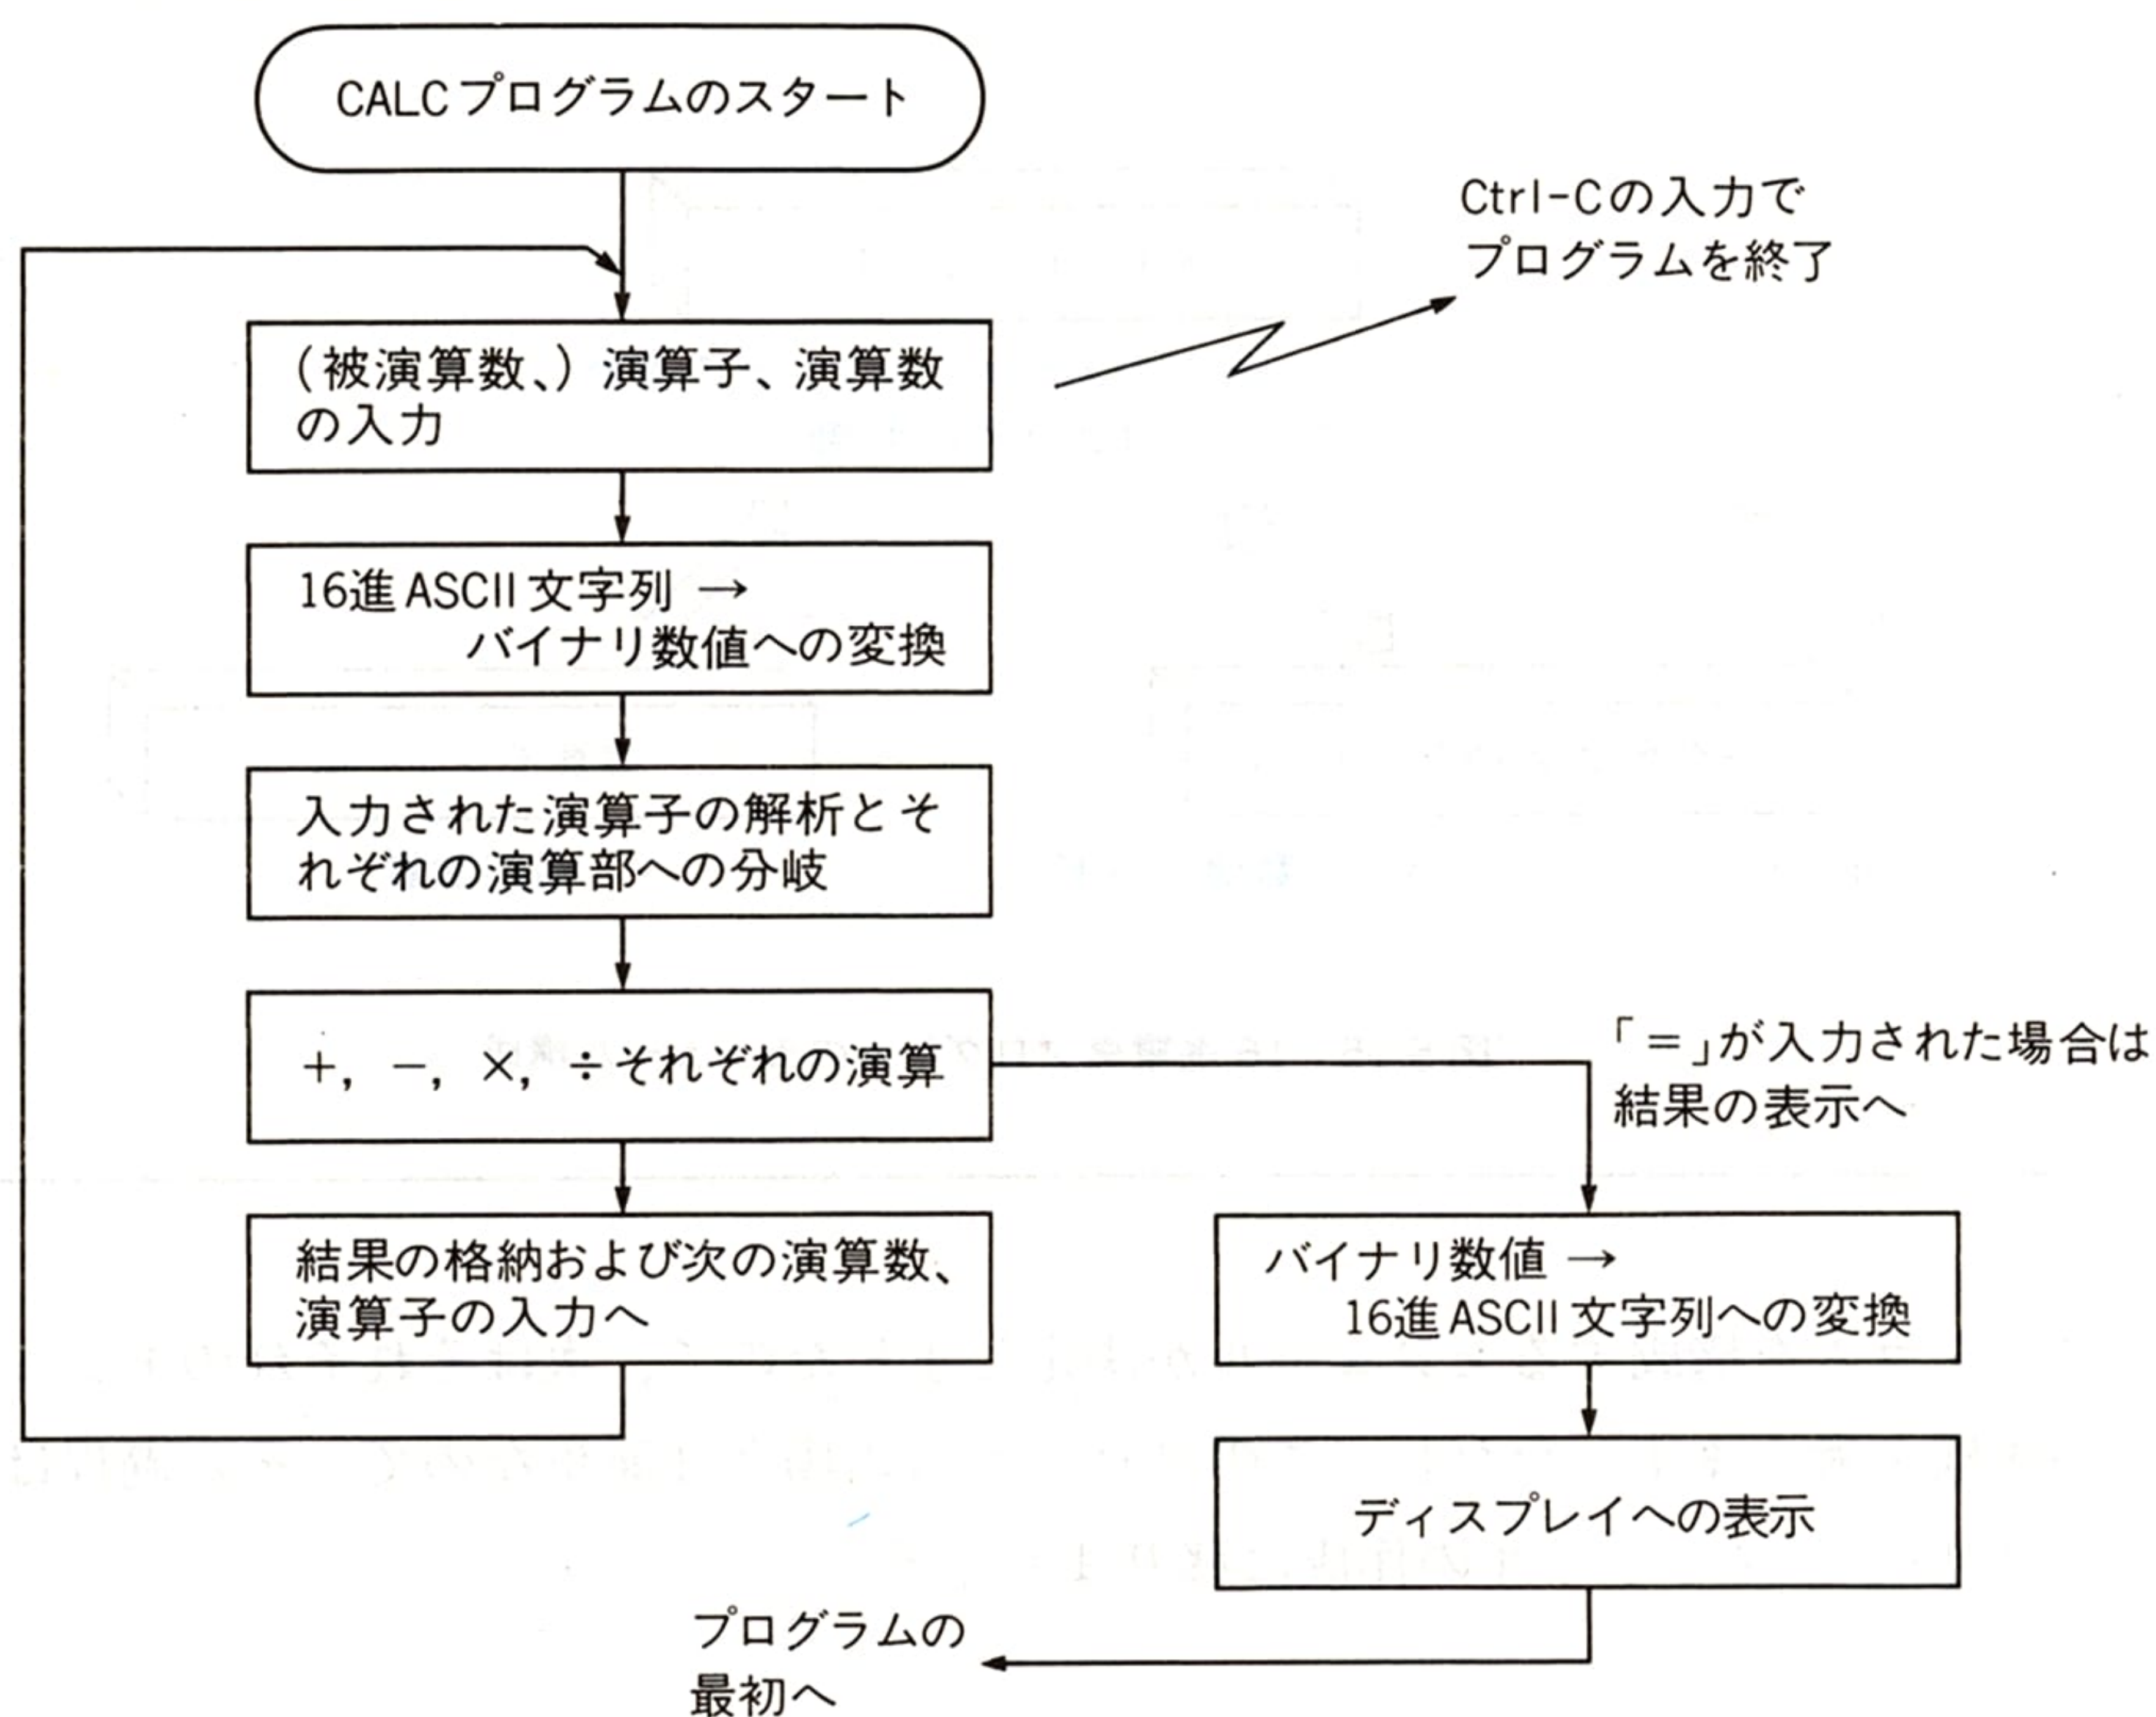 CALCプログラムのスタート
Ctrl-Cの入力で
プログラムを終了
(被演算数、)演算子、演算数
の入力
16進ASCII文字列 →
バイナリ数値への変換
入力された演算子の解析とそ
れぞれの演算部への分岐
+, −, ×, ÷それぞれの演算
「=」が入力された場合は
結果の表示へ
結果の格納および次の演算数、
演算子の入力へ
バイナリ数値 →
16進ASCII文字列への変換
ディスプレイへの表示
プログラムの
最初へ